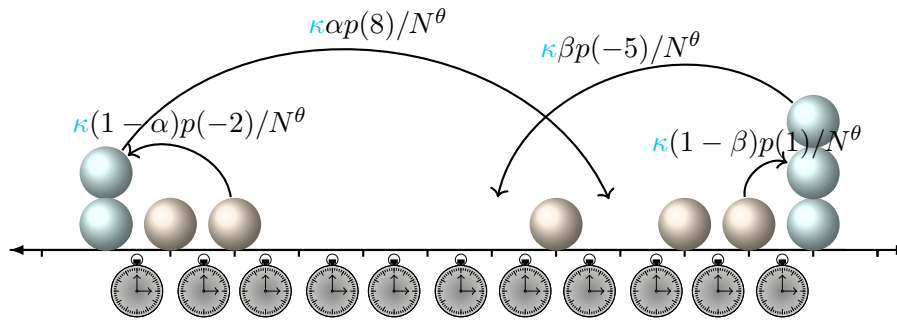 καp(8)/N^θ
κβp(−5)/N^θ
κ(1 − α)p(−2)/N^θ
κ(1 − β)p(1)/N^θ